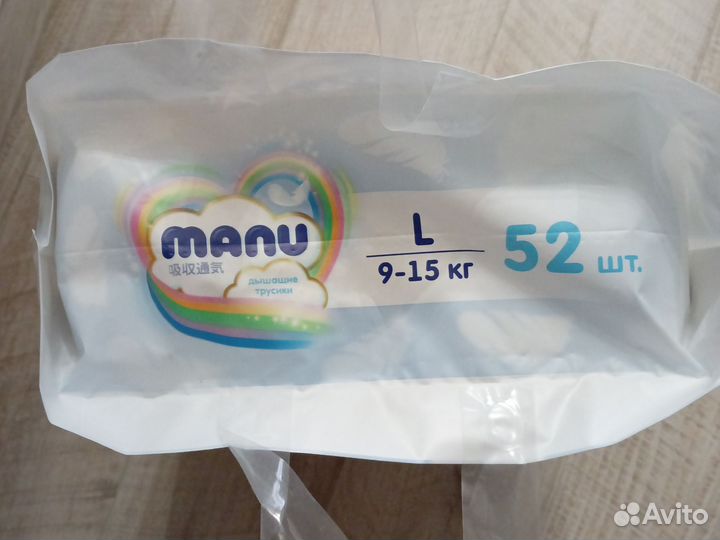 manu
吸収通気
дышащие
трусики
L
9-15 кг
52 шт.
Avito